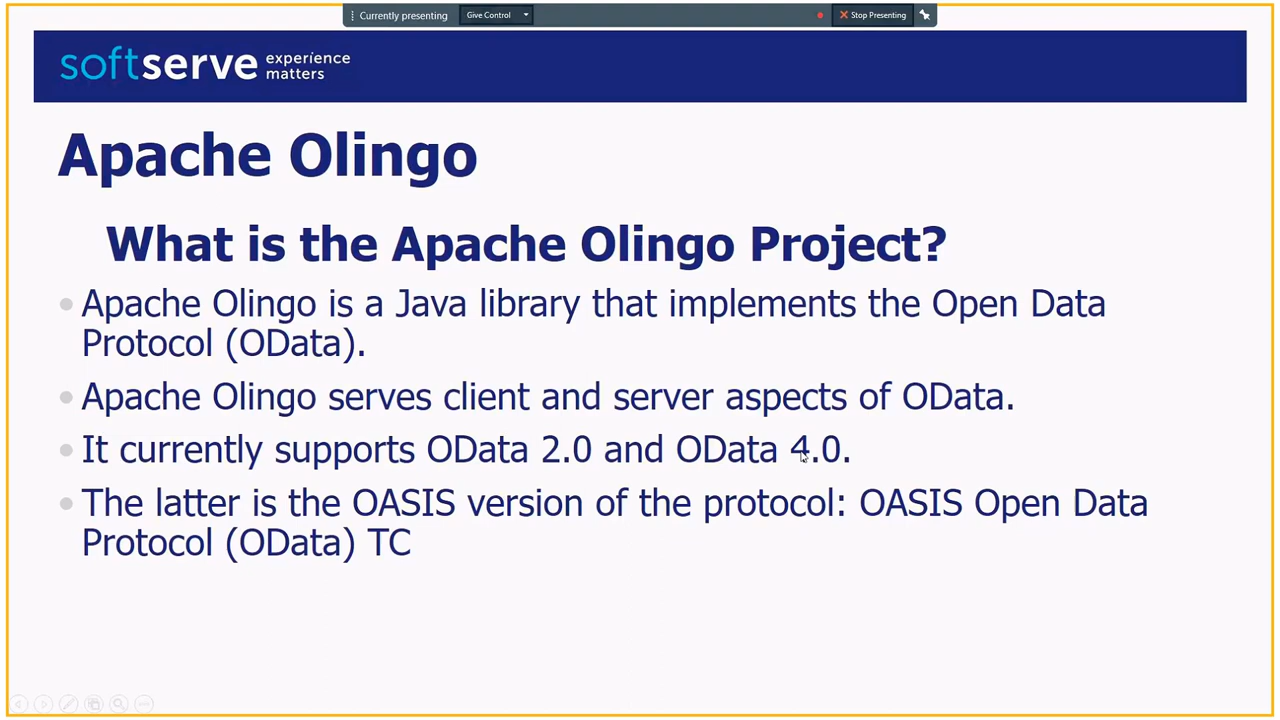 Currently presenting Give Control Stop Presenting
softserve experience matters
Apache Olingo
What is the Apache Olingo Project?
Apache Olingo is a Java library that implements the Open Data
Protocol (OData).
Apache Olingo serves client and server aspects of OData.
It currently supports OData 2.0 and OData 4.0.
The latter is the OASIS version of the protocol: OASIS Open Data
Protocol (OData) TC